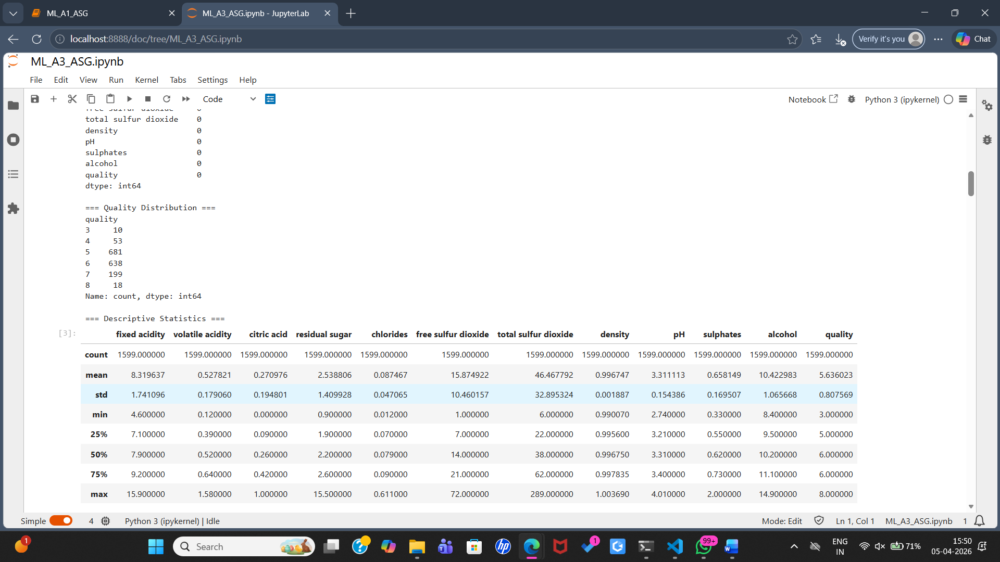 ML_A1_ASG
ML_A3_ASG.ipynb - JupyterLab
localhost:8888/doc/tree/ML_A3_ASG.ipynb
Verify it's you
Chat
ML_A3_ASG.ipynb
File Edit View Run Kernel Tabs Settings Help
Code
Notebook
Python 3 (ipykernel)
free sulfur dioxide 0
total sulfur dioxide 0
density 0
pH 0
sulphates 0
alcohol 0
quality 0
dtype: int64
=== Quality Distribution ===
quality
3 10
4 53
5 681
6 638
7 199
8 18
Name: count, dtype: int64
=== Descriptive Statistics ===
[3]:
fixed acidity volatile acidity citric acid residual sugar chlorides free sulfur dioxide total sulfur dioxide density pH sulphates alcohol quality
count 1599.000000 1599.000000 1599.000000 1599.000000 1599.000000 1599.000000 1599.000000 1599.000000 1599.000000 1599.000000 1599.000000 1599.000000
mean 8.319637 0.527821 0.270976 2.538806 0.087467 15.874922 46.467792 0.996747 3.311113 0.658149 10.422983 5.636023
std 1.741096 0.179060 0.194801 1.409928 0.047065 10.460157 32.895324 0.001887 0.154386 0.169507 1.065668 0.807569
min 4.600000 0.120000 0.000000 0.900000 0.012000 1.000000 6.000000 0.990070 2.740000 0.330000 8.400000 3.000000
25% 7.100000 0.390000 0.090000 1.900000 0.070000 7.000000 22.000000 0.995600 3.210000 0.550000 9.500000 5.000000
50% 7.900000 0.520000 0.260000 2.200000 0.079000 14.000000 38.000000 0.996750 3.310000 0.620000 10.200000 6.000000
75% 9.200000 0.640000 0.420000 2.600000 0.090000 21.000000 62.000000 0.997835 3.400000 0.730000 11.100000 6.000000
max 15.900000 1.580000 1.000000 15.500000 0.611000 72.000000 289.000000 1.003690 4.010000 2.000000 14.900000 8.000000
Simple 4 Python 3 (ipykernel) | Idle
Mode: Edit Ln 1, Col 1 ML_A3_ASG.ipynb 1
1
Search
hp
1
99+
ENG
IN
71%
15:50
05-04-2026